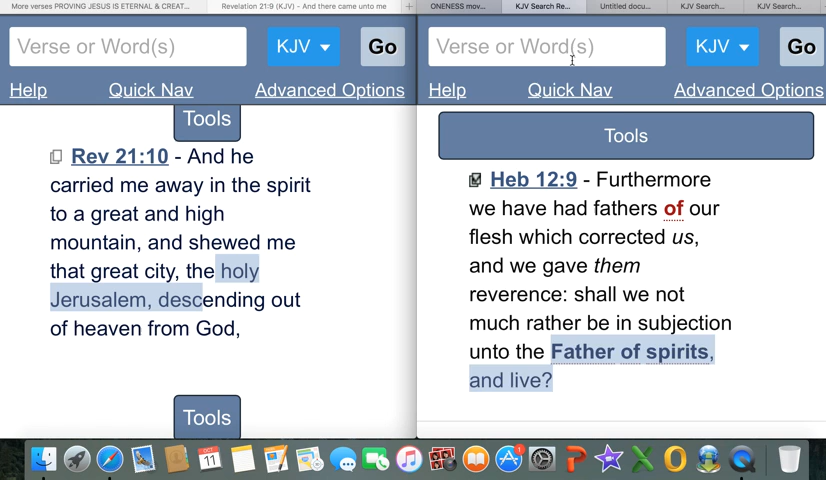 More verses PROVING JESUS IS ETERNAL & CREAT...
Revelation 21:9 (KJV) - And there came unto me
ONENESS mov...
KJV Search Re...
Untitled docu...
KJV Search...
KJV Search...
Verse or Word(s)
KJV
Go
Help
Quick Nav
Advanced Options
Tools
Rev 21:10 - And he
carried me away in the spirit
to a great and high
mountain, and shewed me
that great city, the holy
Jerusalem, descending out
of heaven from God,
Tools
Verse or Word(s)
KJV
Go
Help
Quick Nav
Advanced Options
Tools
Heb 12:9 - Furthermore
we have had fathers of our
flesh which corrected us,
and we gave them
reverence: shall we not
much rather be in subjection
unto the Father of spirits,
and live?
11
1